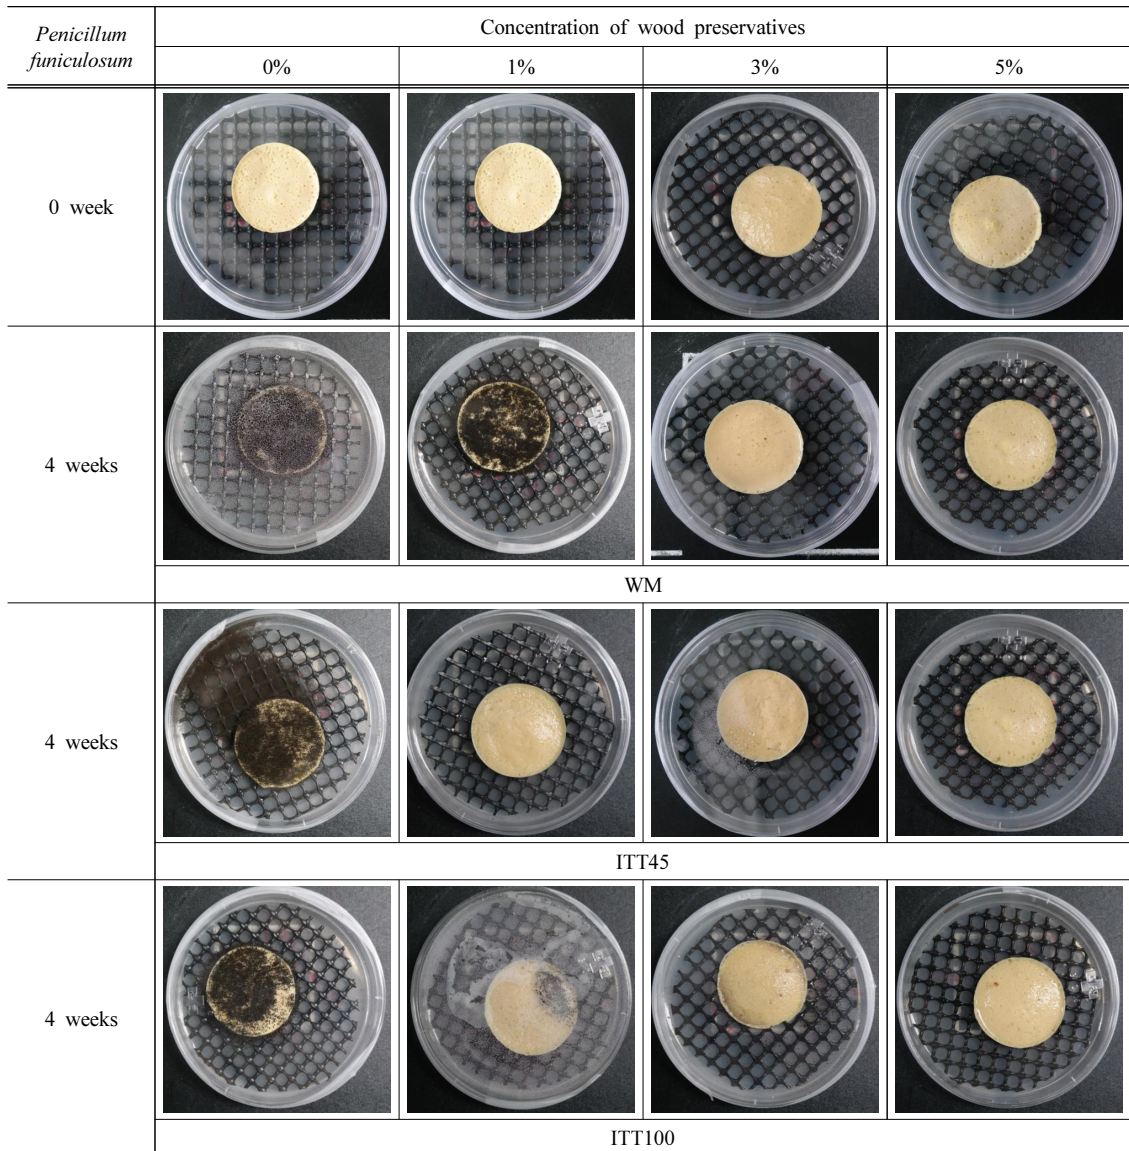 Penicillum
funiculosum
Concentration of wood preservatives
0%
1%
3%
5%
0 week
4 weeks
WM
4 weeks
ITT45
4 weeks
ITT100